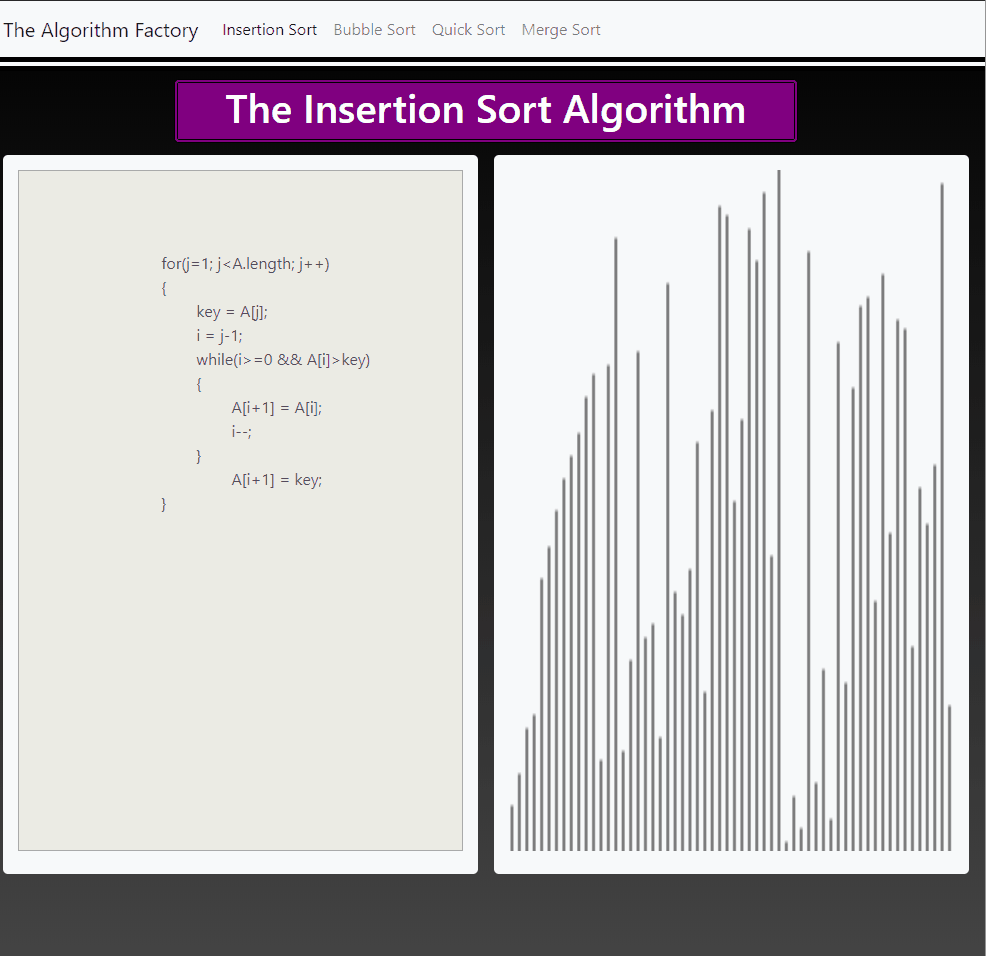 The Algorithm Factory Insertion Sort Bubble Sort Quick Sort Merge Sort
The Insertion Sort Algorithm
for(j=1; j<A.length; j++)
{
key = A[j];
i = j-1;
while(i>=0 && A[i]>key)
{
A[i+1] = A[i];
i--;
}
A[i+1] = key;
}